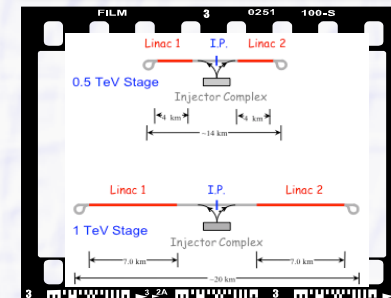 FILM 3 0251 100-S
Linac 1 I.P. Linac 2
0.5 TeV Stage
Injector Complex
4 km 4 km
~14 km
Linac 1 I.P. Linac 2
1 TeV Stage
Injector Complex
7.0 km 7.0 km
~20 km
3 3 2A 3